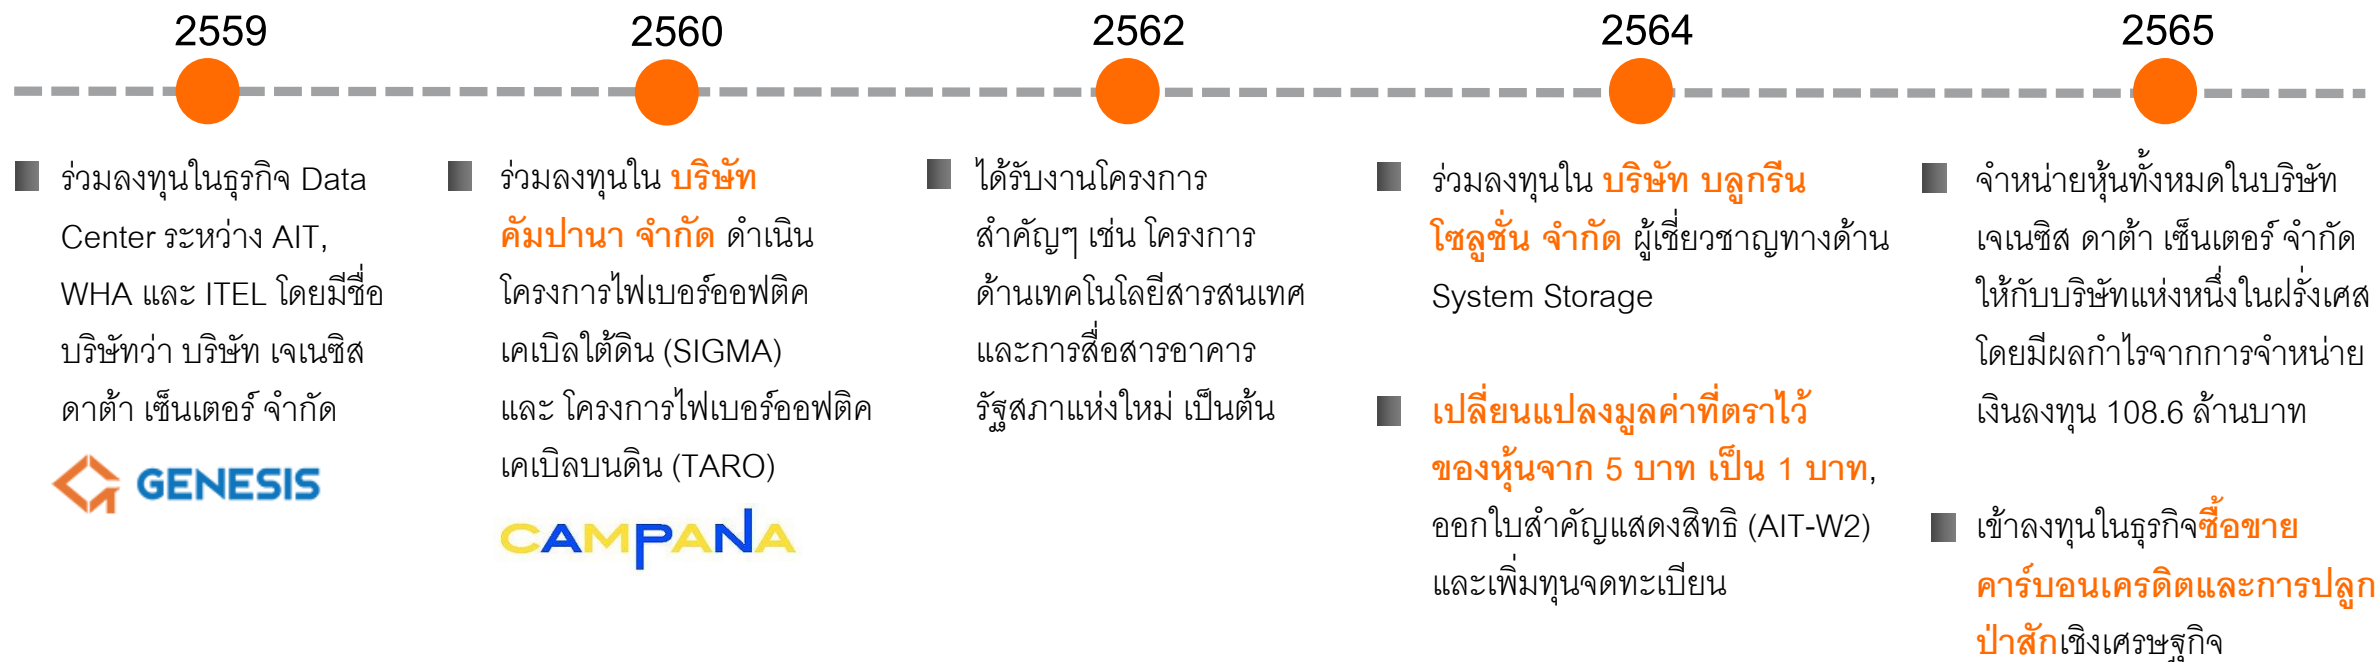 2559
ร่วมลงทุนในธุรกิจ Data
Center ระหว่าง AIT,
WHA และ ITEL โดยมีชื่อ
บริษัทว่า บริษัท เจเนซิส
ดาต้า เซ็นเตอร์ จำกัด
GENESIS
2560
ร่วมลงทุนใน บริษัท
คัมปานา จำกัด ดำเนิน
โครงการไฟเบอร์ออฟติค
เคเบิลใต้ดิน (SIGMA)
และ โครงการไฟเบอร์ออฟติค
เคเบิลบนดิน (TARO)
CAMPANA
2562
ได้รับงานโครงการ
สำคัญๆ เช่น โครงการ
ด้านเทคโนโลยีสารสนเทศ
และการสื่อสารอาคาร
รัฐสภาแห่งใหม่ เป็นต้น
2564
ร่วมลงทุนใน บริษัท บลูกรีน
โซลูชั่น จำกัด ผู้เชี่ยวชาญทางด้าน
System Storage
เปลี่ยนแปลงมูลค่าที่ตราไว้
ของหุ้นจาก 5 บาท เป็น 1 บาท,
ออกใบสำคัญแสดงสิทธิ (AIT-W2)
และเพิ่มทุนจดทะเบียน
2565
จำหน่ายหุ้นทั้งหมดในบริษัท
เจเนซิส ดาต้า เซ็นเตอร์ จำกัด
ให้กับบริษัทแห่งหนึ่งในฝรั่งเศส
โดยมีผลกำไรจากการจำหน่าย
เงินลงทุน 108.6 ล้านบาท
เข้าลงทุนในธุรกิจซื้อขาย
คาร์บอนเครดิตและการปลูก
ป่าสักเชิงเศรษฐกิจ